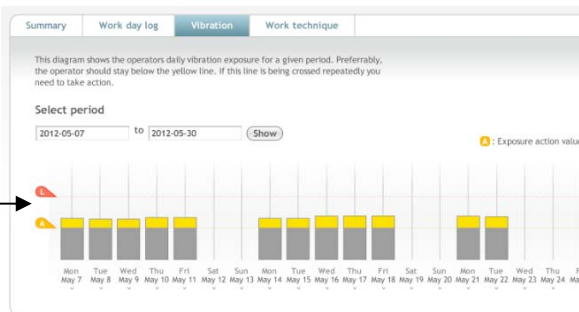 Summary Work day log Vibration Work technique
This diagram shows the operators daily vibration exposure for a given period. Preferrably,
the operator should stay below the yellow line. If this line is being crossed repeatedly you
need to take action.
Select period
2012-05-07 to 2012-05-30 Show
A : Exposure action valu
L
A
Mon Tue Wed Thu Fri Sat Sun Mon Tue Wed Thu Fri Sat Sun Mon Tue Wed Thu F
May 7 May 8 May 9 May 10 May 11 May 12 May 13 May 14 May 15 May 16 May 17 May 18 May 19 May 20 May 21 May 22 May 23 May 24 Ma